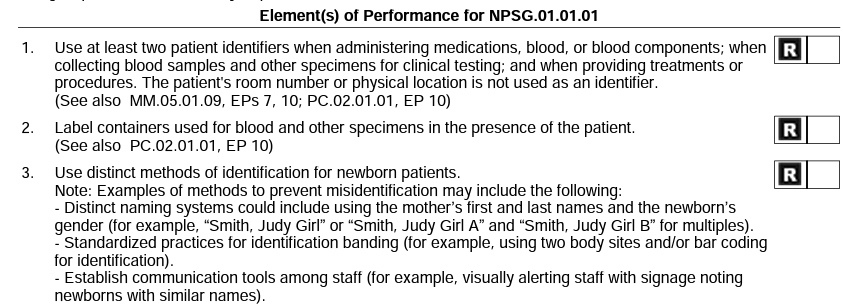 Element(s) of Performance for NPSG.01.01.01
1. Use at least two patient identifiers when administering medications, blood, or blood components; when
collecting blood samples and other specimens for clinical testing; and when providing treatments or
procedures. The patient's room number or physical location is not used as an identifier.
(See also MM.05.01.09, EPs 7, 10; PC.02.01.01, EP 10)
R
2. Label containers used for blood and other specimens in the presence of the patient.
(See also PC.02.01.01, EP 10)
R
3. Use distinct methods of identification for newborn patients.
Note: Examples of methods to prevent misidentification may include the following:
- Distinct naming systems could include using the mother's first and last names and the newborn's
gender (for example, “Smith, Judy Girl” or “Smith, Judy Girl A” and “Smith, Judy Girl B” for multiples).
- Standardized practices for identification banding (for example, using two body sites and/or bar coding
for identification).
- Establish communication tools among staff (for example, visually alerting staff with signage noting
newborns with similar names).
R